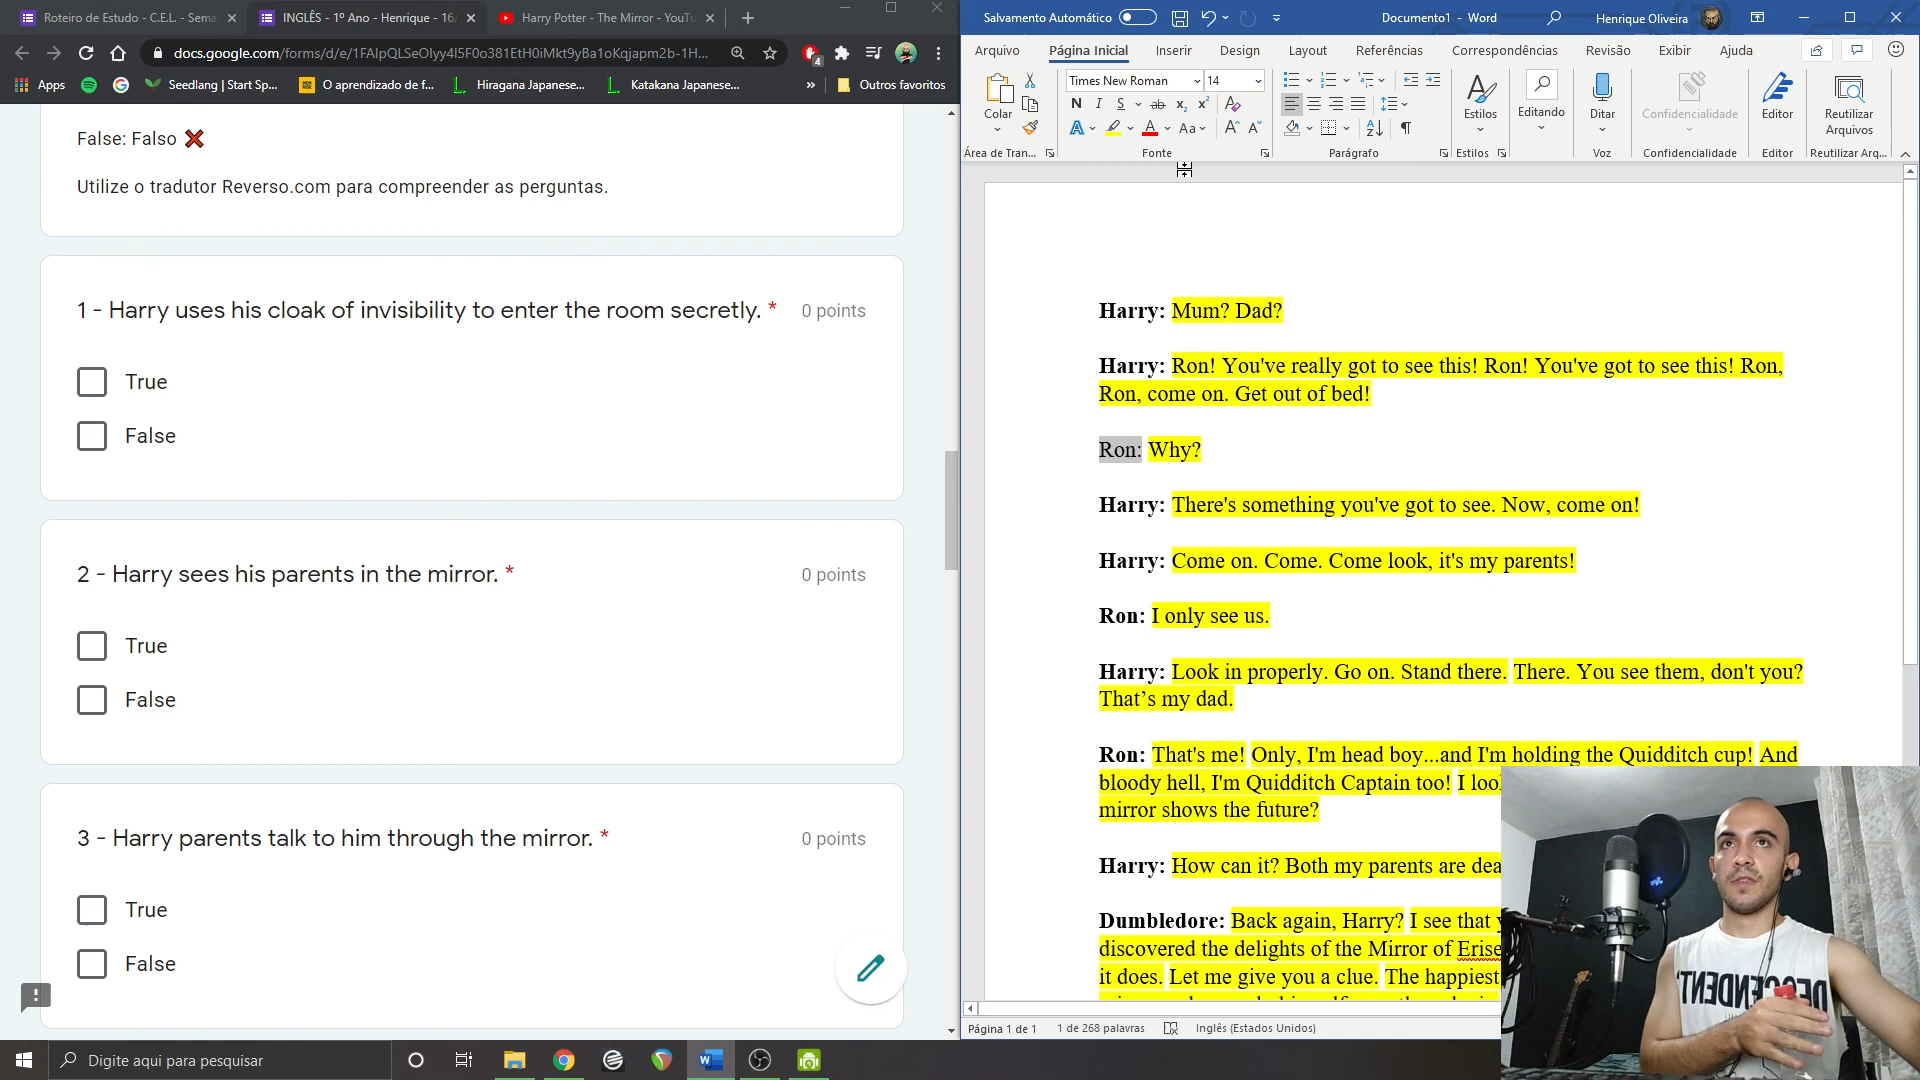 Roteiro de Estudo - C.E.L. - Sema
INGLÊS - 1º Ano - Henrique - 16/
Harry Potter - The Mirror - YouTu
docs.google.com/forms/d/e/1FAIpQLSeOIyy4I5F0o381EtH0iMkt9yBa1oKqjapm2b-1H...
4
Apps
Seedlang | Start Sp...
O aprendizado de f...
Hiragana Japanese...
Katakana Japanese...
»
Outros favoritos
False: Falso
Utilize o tradutor Reverso.com para compreender as perguntas.
1 - Harry uses his cloak of invisibility to enter the room secretly. *
0 points
True
False
2 - Harry sees his parents in the mirror. *
0 points
True
False
3 - Harry parents talk to him through the mirror. *
0 points
True
False
Digite aqui para pesquisar
Salvamento Automático
Documento1 - Word
Henrique Oliveira
Arquivo
Página Inicial
Inserir
Design
Layout
Referências
Correspondências
Revisão
Exibir
Ajuda
Colar
Times New Roman
14
N I S ab x₂ x²
Aa
Estilos
Editando
Ditar
Confidencialidade
Editor
Reutilizar
Arquivos
Área de Tran...
Fonte
Parágrafo
Estilos
Voz
Confidencialidade
Editor
Reutilizar Arq...
Harry: Mum? Dad?
Harry: Ron! You've really got to see this! Ron! You've got to see this! Ron,
Ron, come on. Get out of bed!
Ron: Why?
Harry: There's something you've got to see. Now, come on!
Harry: Come on. Come. Come look, it's my parents!
Ron: I only see us.
Harry: Look in properly. Go on. Stand there. There. You see them, don't you?
That’s my dad.
Ron: That's me! Only, I'm head boy...and I'm holding the Quidditch cup! And
bloody hell, I'm Quidditch Captain too! I look
mirror shows the future?
Harry: How can it? Both my parents are dea
Dumbledore: Back again, Harry? I see that y
discovered the delights of the Mirror of Erise
it does. Let me give you a clue. The happiest
Página 1 de 1
1 de 268 palavras
Inglês (Estados Unidos)